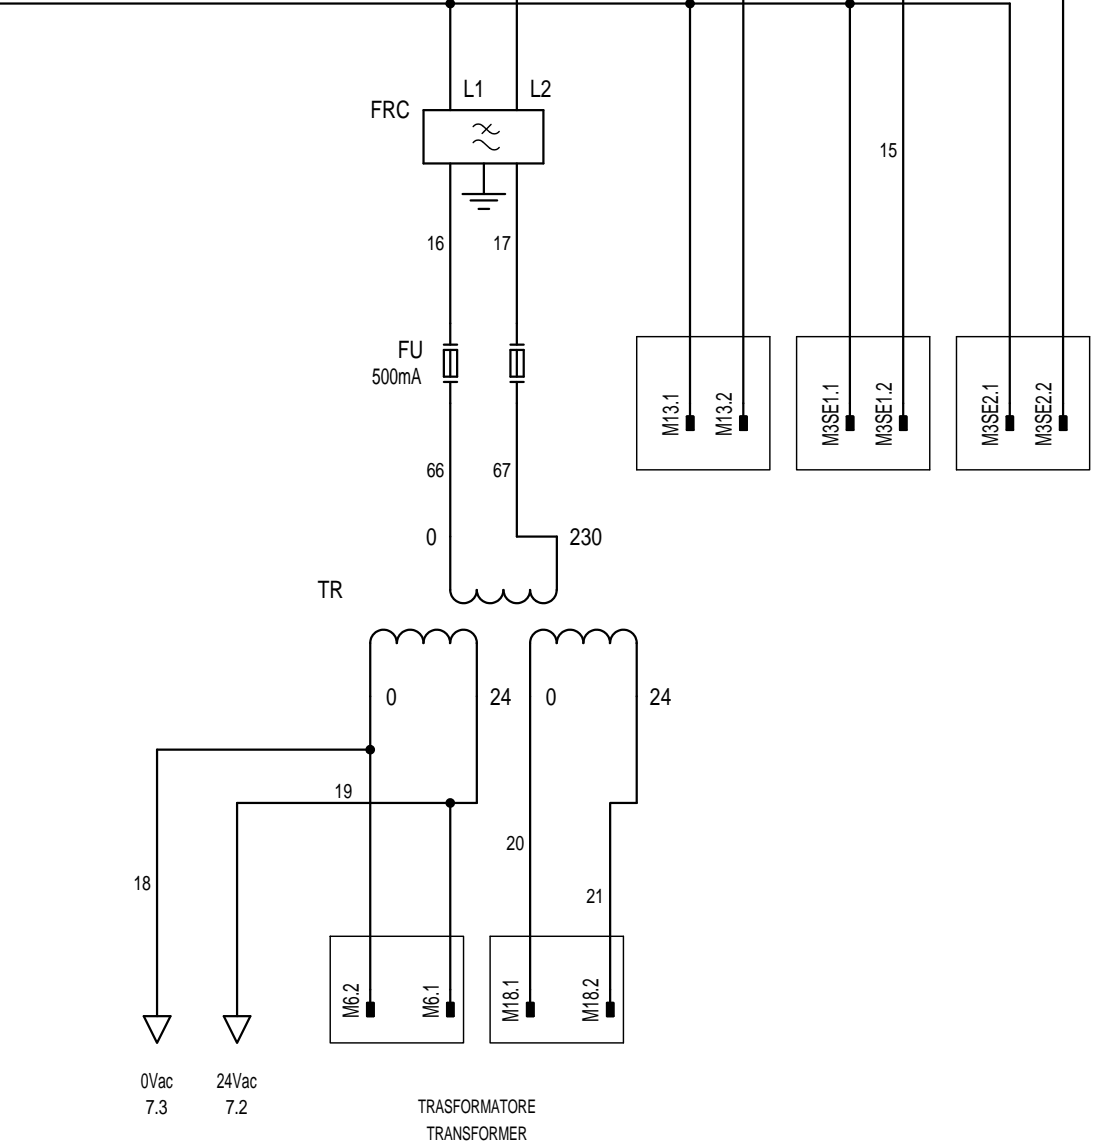 L1
L2
FRC
15
16
17
FU
500mA
M13.1
M13.2
M3SE1.1
M3SE1.2
M3SE2.1
M3SE2.2
66
67
0
230
TR
0
24
0
24
19
20
18
21
M6.2
M6.1
M18.1
M18.2
0Vac
7.3
24Vac
7.2
TRASFORMATORE
TRANSFORMER